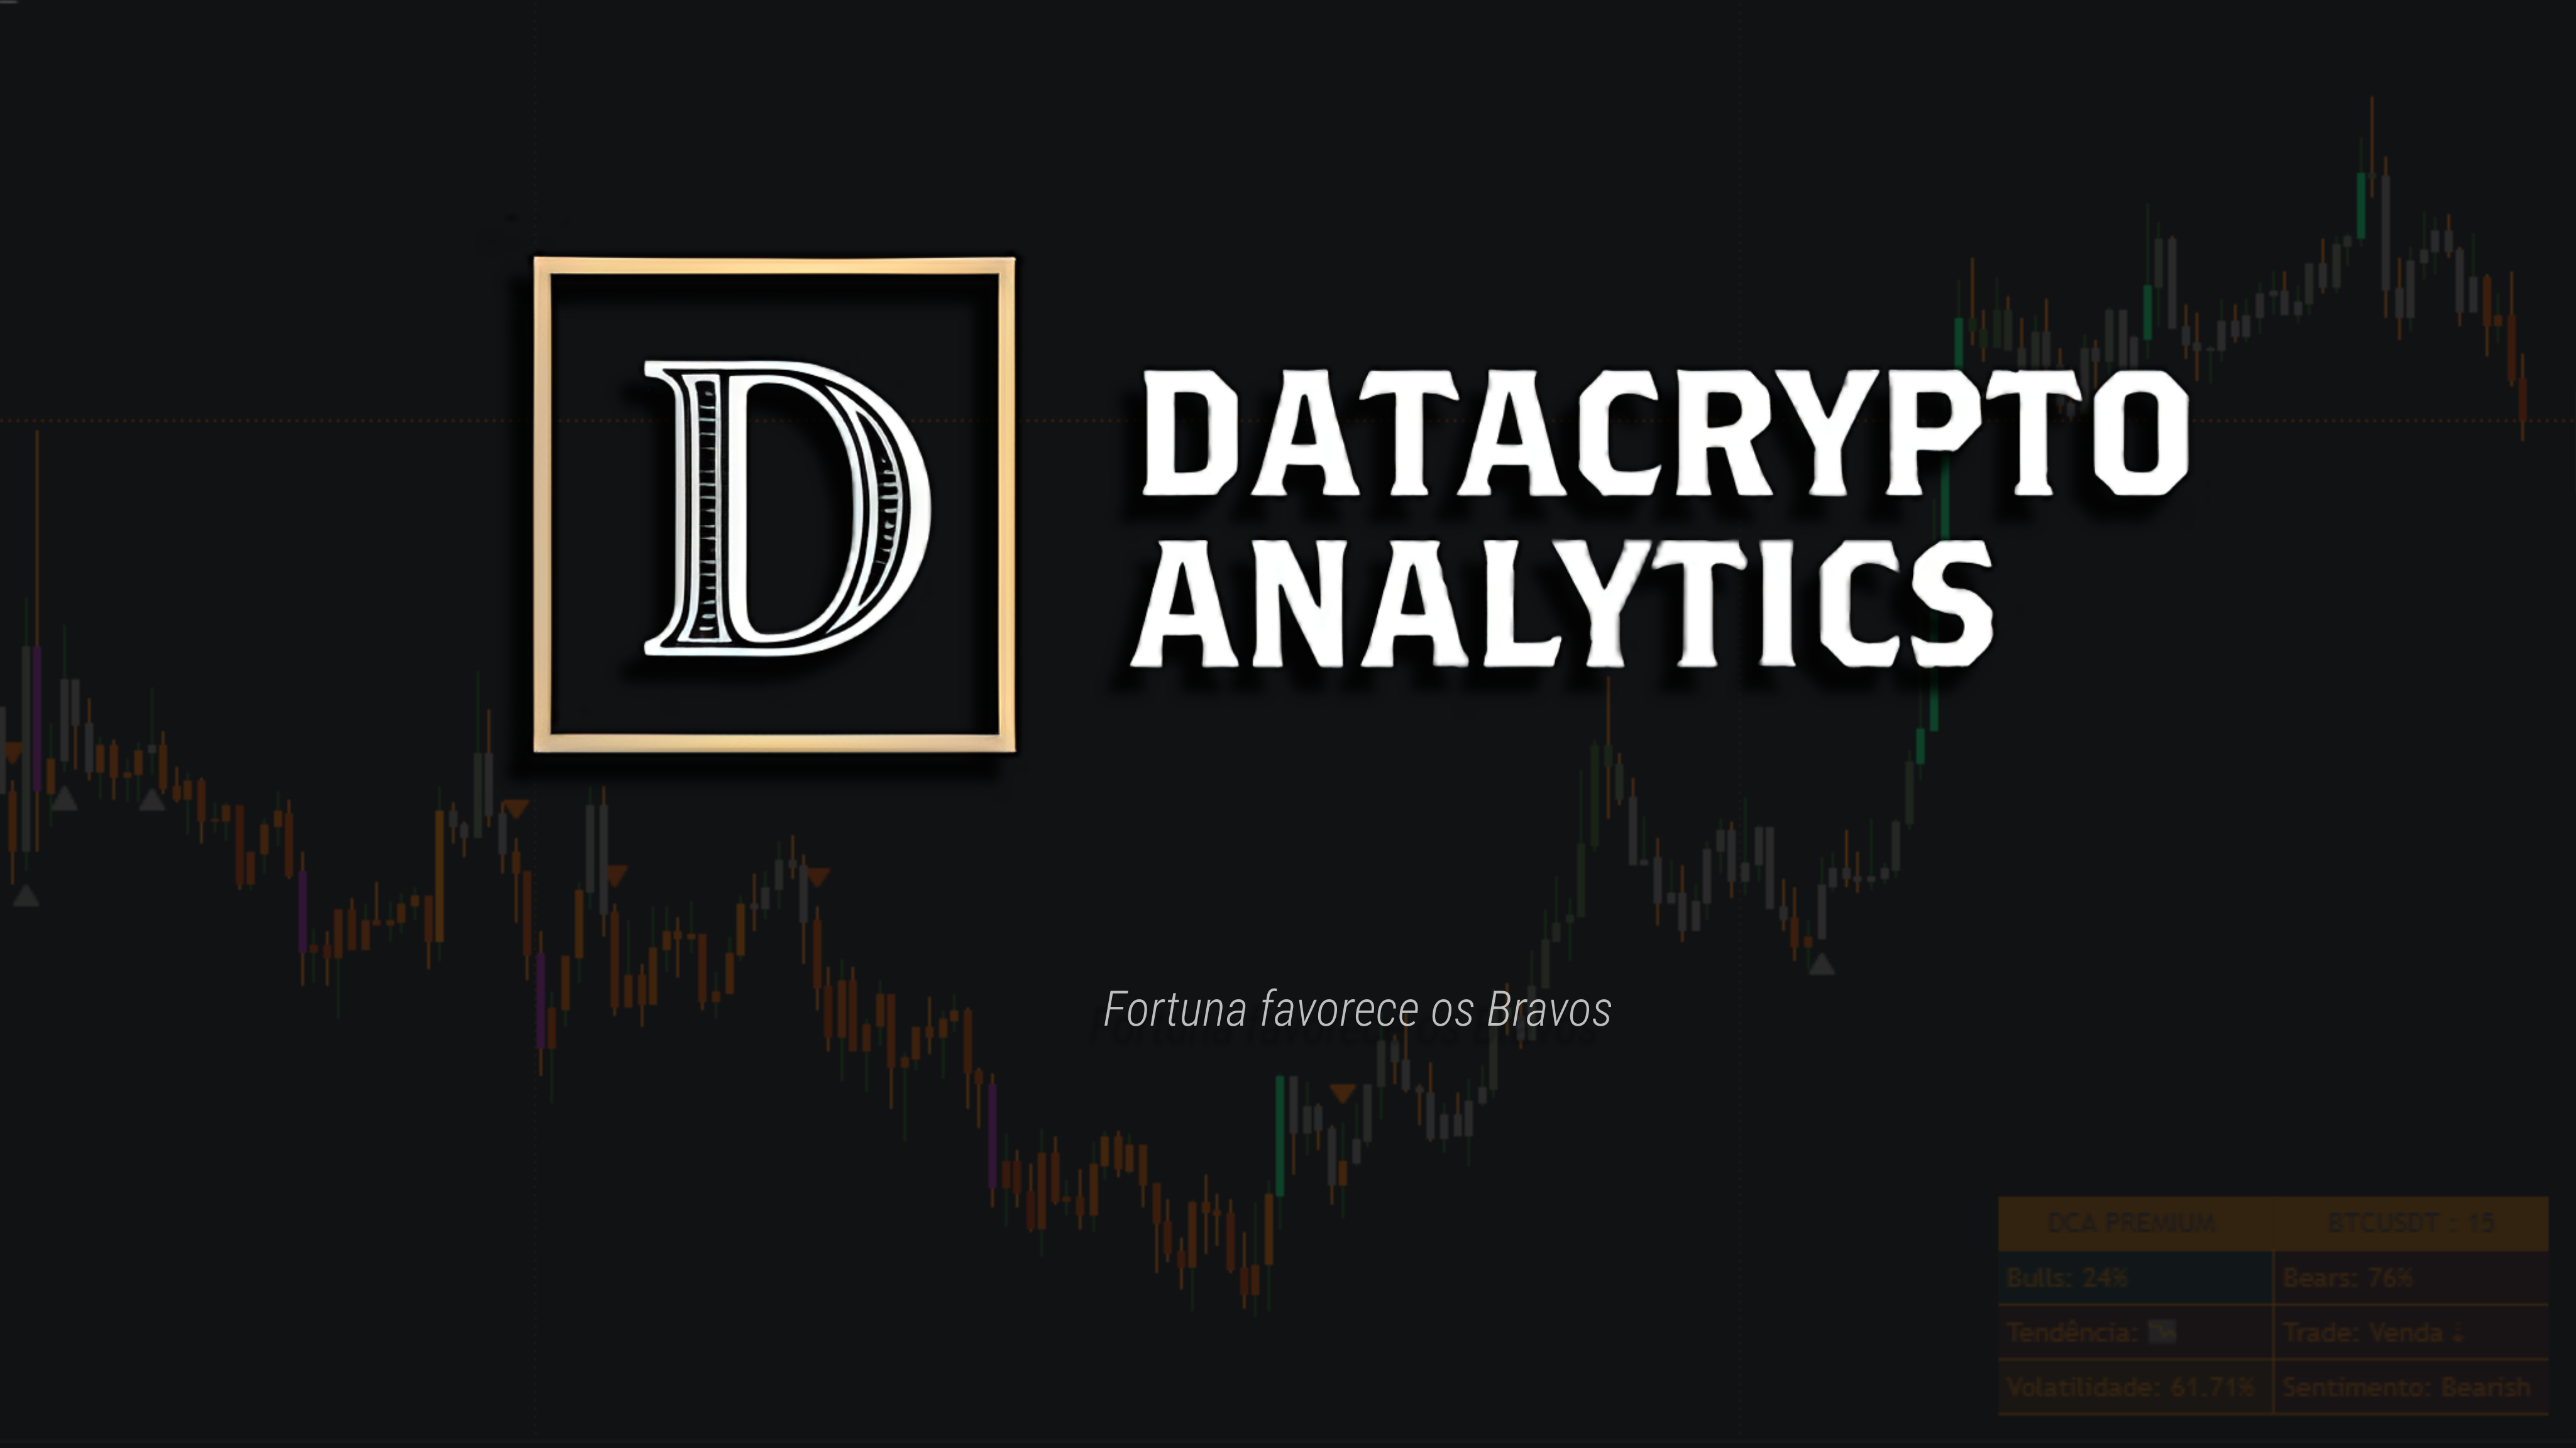 D
DATACRYPTO
ANALYTICS
Fortuna favorece os Bravos
DCA PREMIUM BTCUSDT : 15
Bulls: 24% Bears: 76%
Tendência: Trade: Venda ↓
Volatilidade: 61.71% Sentimento: Bearish